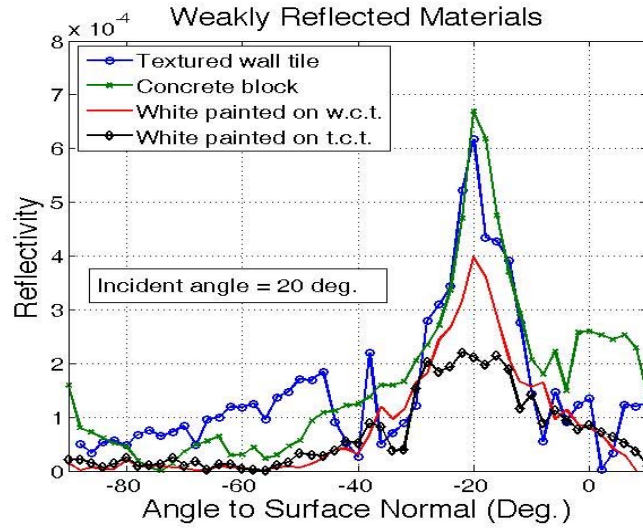 Weakly Reflected Materials
x 10⁻⁴
8
7
6
5
4
3
2
1
0
Reflectivity
Textured wall tile
Concrete block
White painted on w.c.t.
White painted on t.c.t.
Incident angle = 20 deg.
-80 -60 -40 -20 0
Angle to Surface Normal (Deg.)